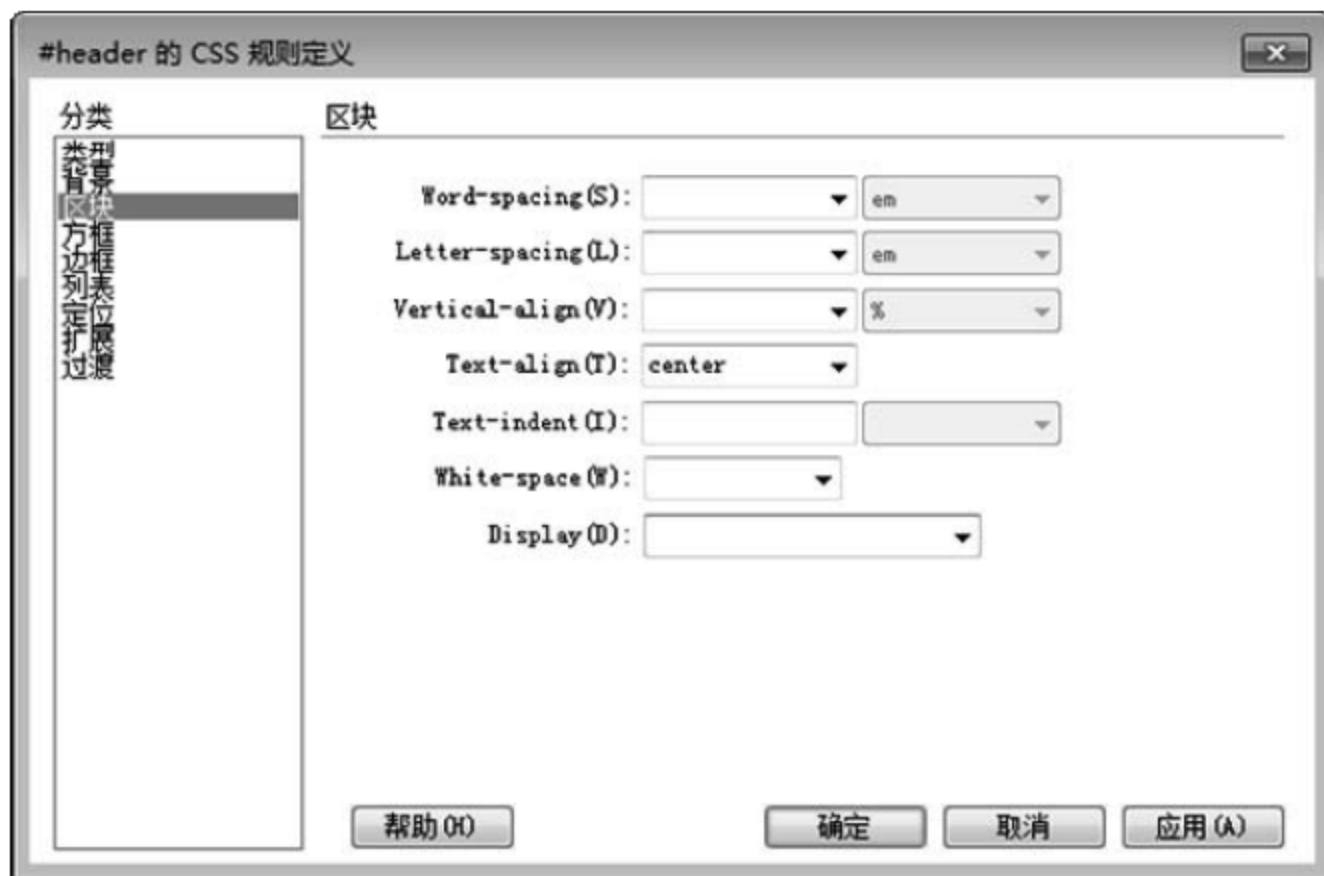 #header 的 CSS 规则定义
分类
类型
背景
区块
方框
边框
列表
定位
扩展
过渡
区块
Word-spacing(S): em
Letter-spacing(L): em
Vertical-align(V): %
Text-align(T): center
Text-indent(I):
White-space(W):
Display(D):
帮助(H) 确定 取消 应用(A)